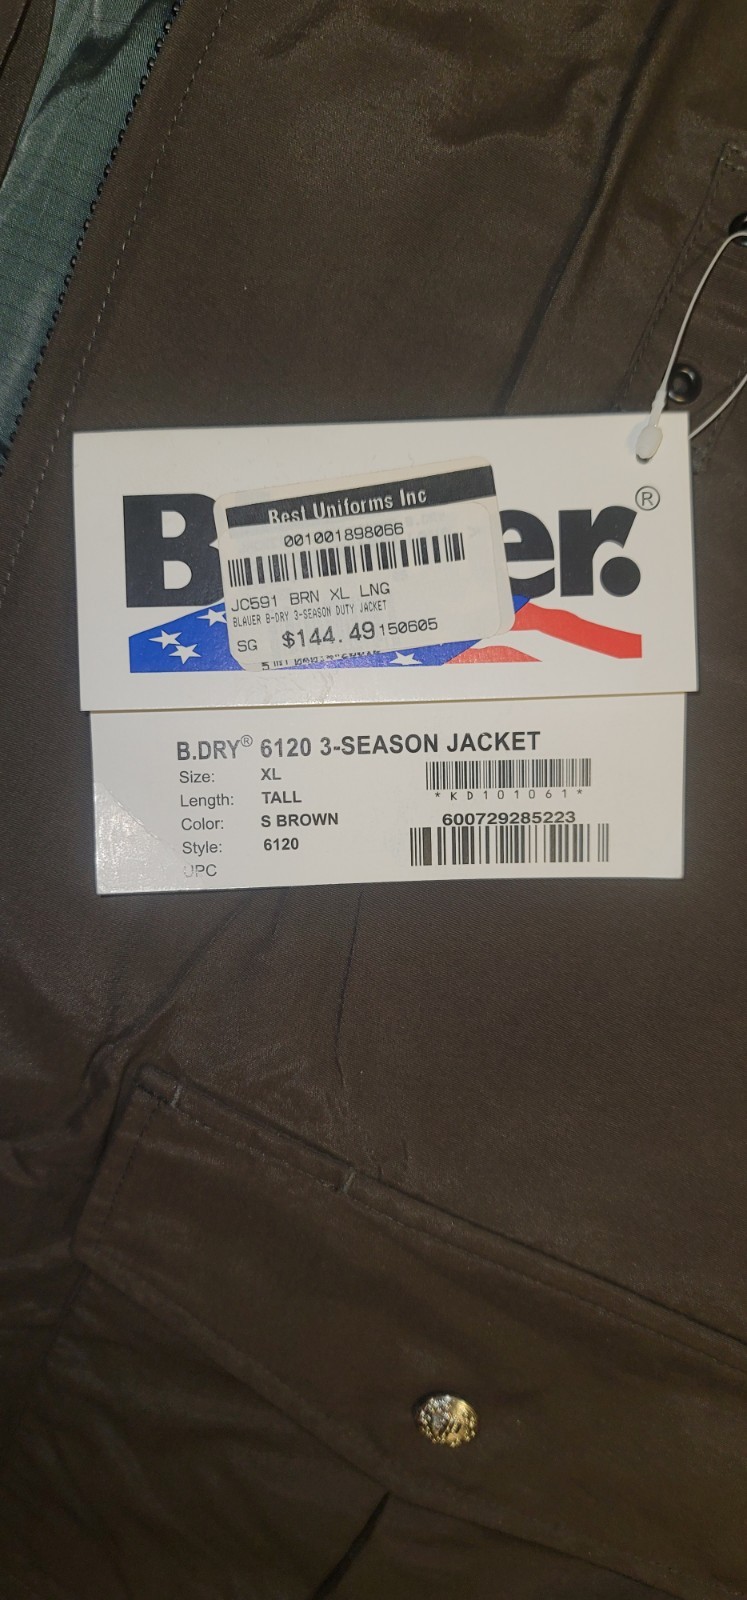 B er.®
Best Uniforms Inc
001001898066
JC591 BRN XL LNG
BLAUER B-DRY 3-SEASON DUTY JACKET
SG $144.49 150605
B.DRY® 6120 3-SEASON JACKET
Size: XL
Length: TALL
Color: S BROWN
Style: 6120
UPC
*KD101061*
600729285223